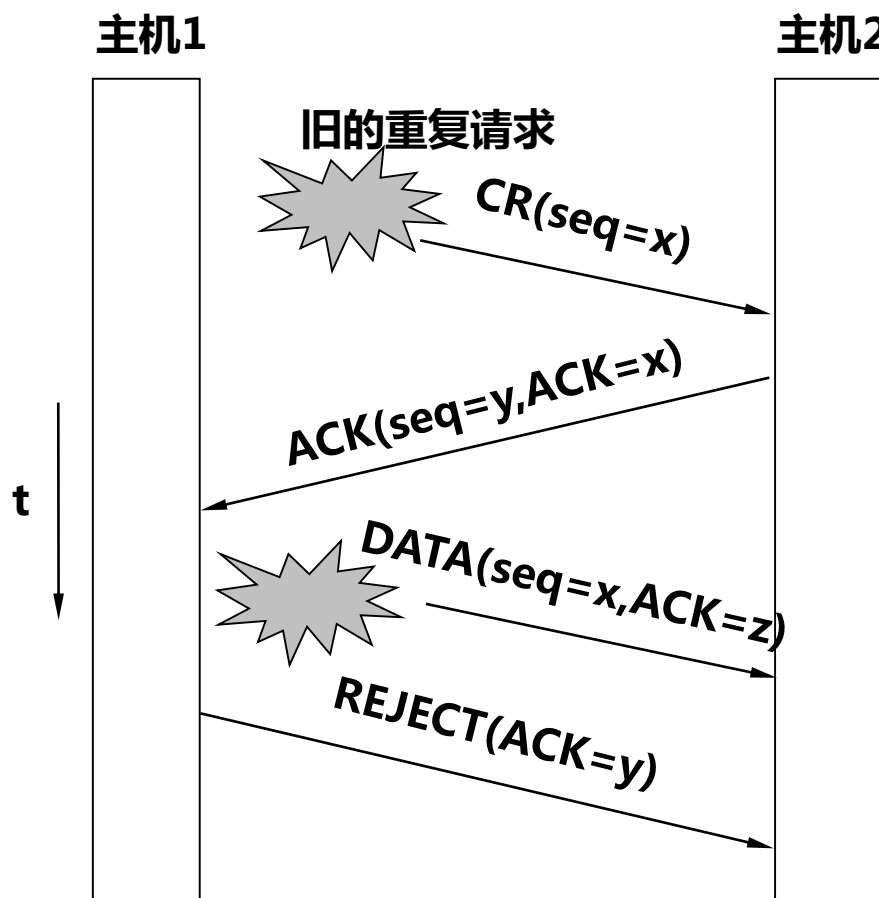 主机1
主机2
旧的重复请求
CR(seq=x)
ACK(seq=y,ACK=x)
t
DATA(seq=x,ACK=z)
REJECT(ACK=y)